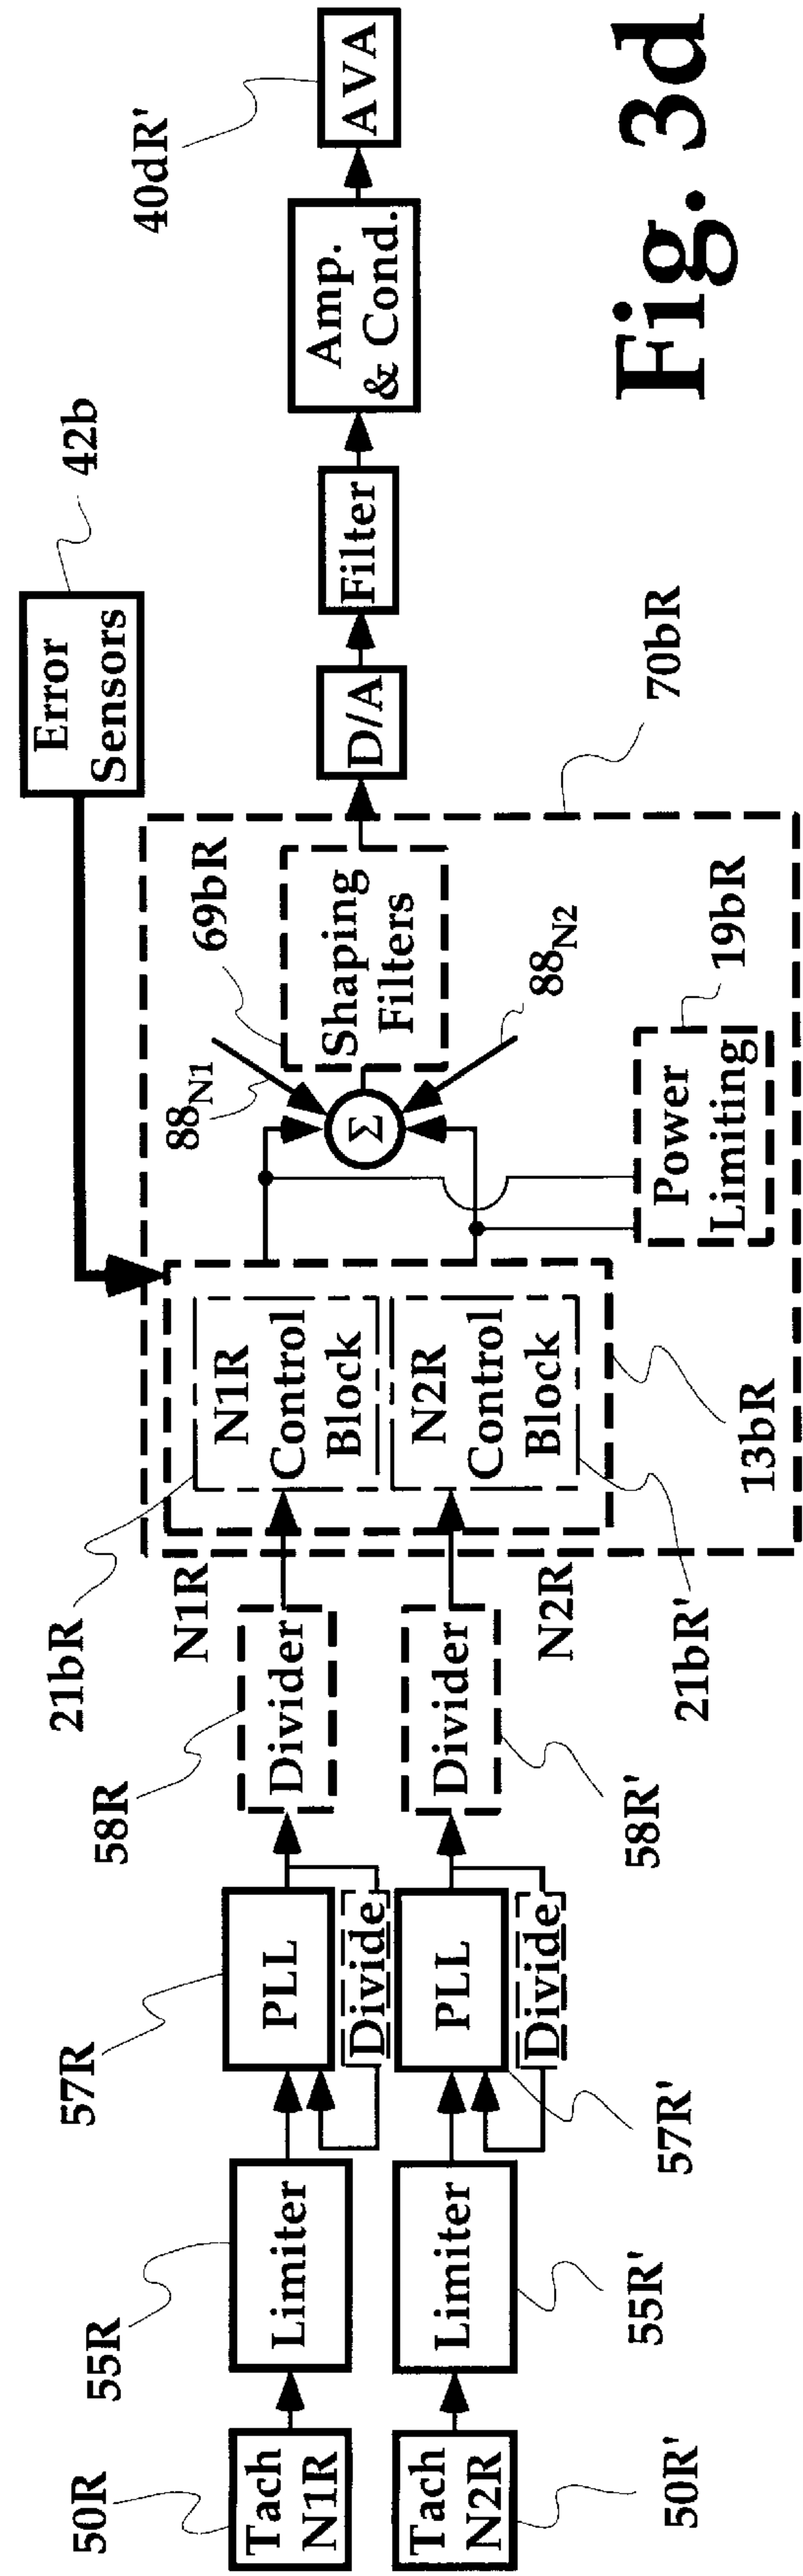 50R
Tach
N1R
55R
Limiter
57R
PLL
Divide
58R
Divider
N1R
21bR
N1R
Control
Block
50R'
Tach
N2R
55R'
Limiter
57R'
PLL
Divide
58R'
Divider
N2R
21bR'
N2R
Control
Block
13bR
88N1
Σ
88N2
69bR
Shaping
Filters
Power
Limiting
19bR
70bR
Error
Sensors
42b
D/A
Filter
Amp.
& Cond.
AVA
40dR'
Fig. 3d